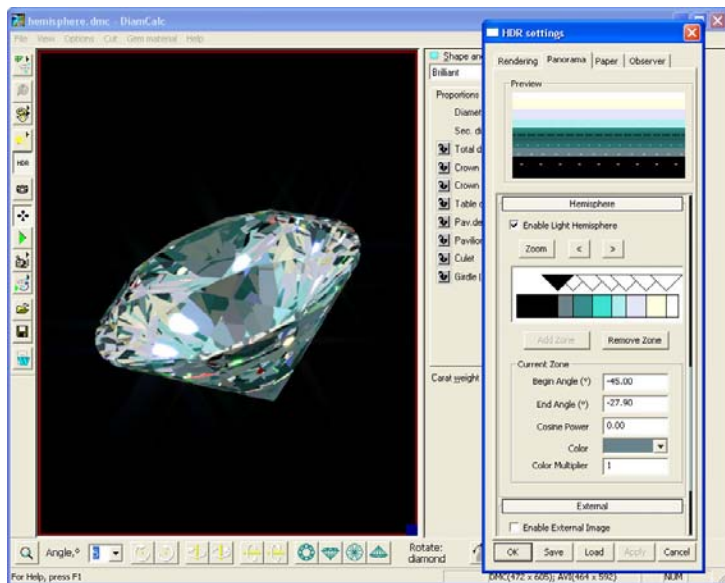 hemisphere.dmc - DiamCalc
File View Options Cut Gem material Help
HDR
Shape an
Brilliant
Proportions
Diamet
Sec. di
Total d
Crown
Crown
Table c
Pav.de
Pavilion
Culet
Girdle (
Carat weight
HDR settings
Rendering Panorama Paper Observer
Preview
Hemisphere
Enable Light Hemisphere
Zoom < >
Add Zone Remove Zone
Current Zone
Begin Angle (°) -45.00
End Angle (°) -27.90
Cosine Power 0.00
Color
Color Multiplier 1
External
Enable External Image
OK Save Load Apply Cancel
Angle,°
Rotate:
diamond
For Help, press F1
DMC(472 x 605); AVI(464 x 592) NUM